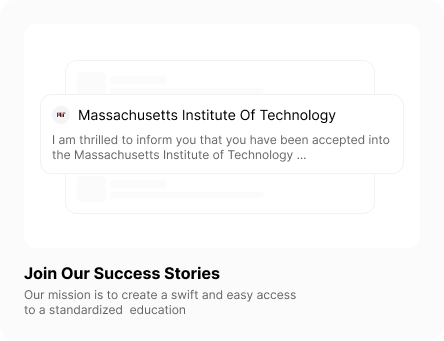 Massachusetts Institute Of Technology
I am thrilled to inform you that you have been accepted into
the Massachusetts Institute of Technology ...
Join Our Success Stories
Our mission is to create a swift and easy access
to a standardized  education